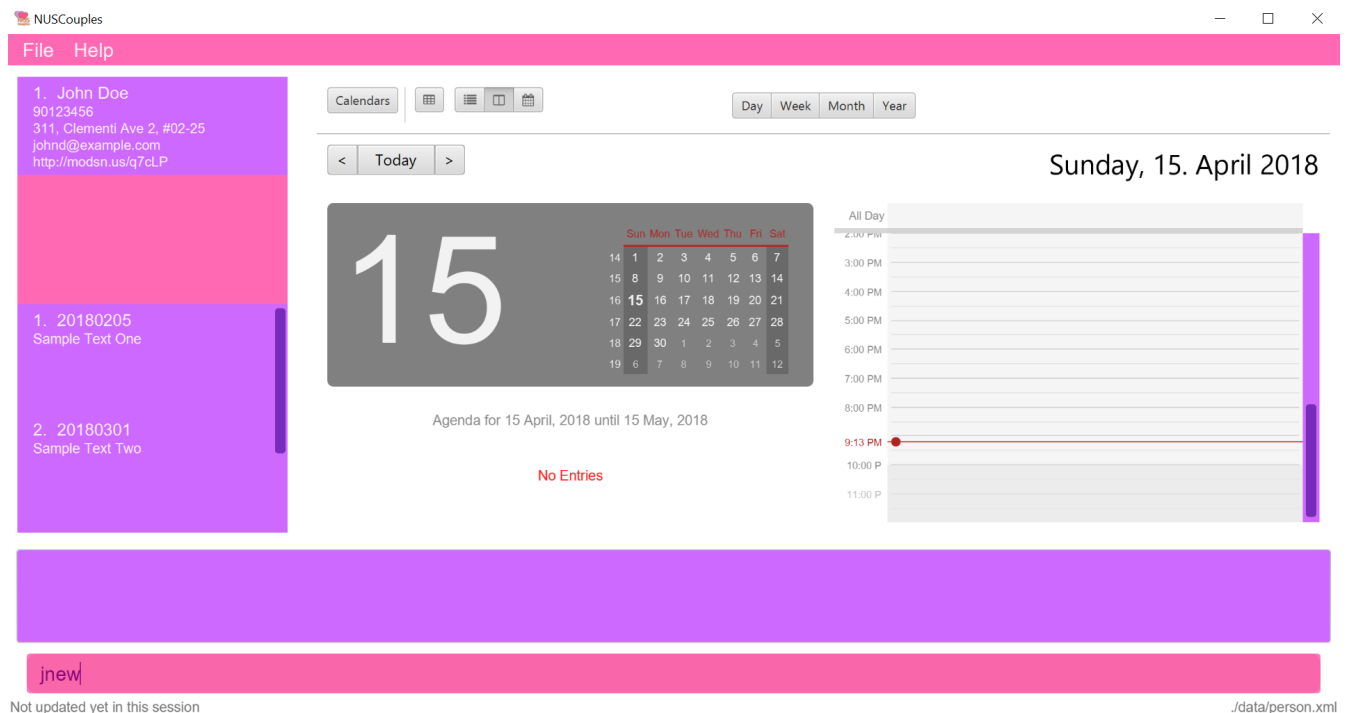 NUSCouples
File Help
1. John Doe
90123456
311, Clementi Ave 2, #02-25
johnd@example.com
http://modsn.us/q7cLP
1. 20180205
Sample Text One
2. 20180301
Sample Text Two
Calendars
Day Week Month Year
< Today >
Sunday, 15. April 2018
15
Sun Mon Tue Wed Thu Fri Sat
14 1 2 3 4 5 6 7
15 8 9 10 11 12 13 14
16 15 16 17 18 19 20 21
17 22 23 24 25 26 27 28
18 29 30 1 2 3 4 5
19 6 7 8 9 10 11 12
Agenda for 15 April, 2018 until 15 May, 2018
No Entries
All Day
2:00 PM
3:00 PM
4:00 PM
5:00 PM
6:00 PM
7:00 PM
8:00 PM
9:13 PM
10:00 P
11:00 P
jnew
Not updated yet in this session
./data/person.xml